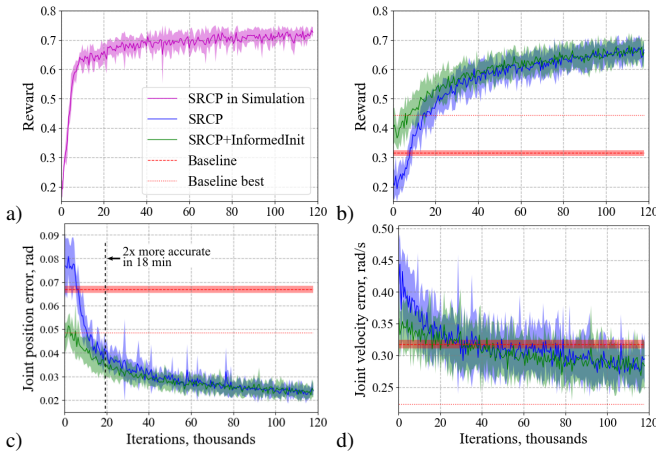 0.8
0.7
0.6
0.5
0.4
0.3
0.2
Reward
SRCP in Simulation
SRCP
SRCP+InformedInit
Baseline
Baseline best
0 20 40 60 80 100 120
a)
0.8
0.7
0.6
0.5
0.4
0.3
0.2
Reward
0 20 40 60 80 100 120
b)
0.09
0.08
0.07
0.06
0.05
0.04
0.03
0.02
Joint position error, rad
2x more accurate
in 18 min
0 20 40 60 80 100 120
Iterations, thousands
c)
0.50
0.45
0.40
0.35
0.30
0.25
Joint velocity error, rad/s
0 20 40 60 80 100 120
Iterations, thousands
d)